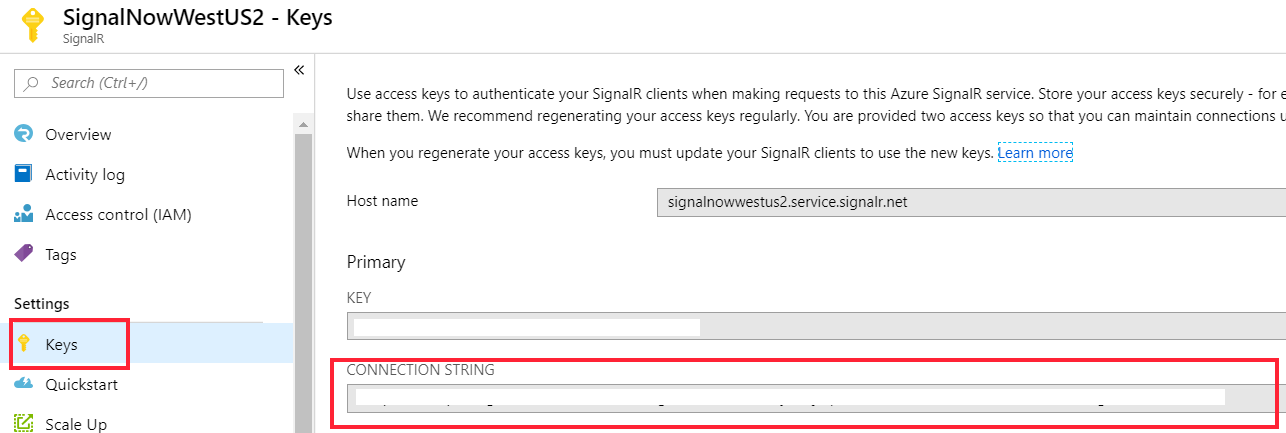 SignalNowWestUS2 - Keys
SignalR
Search (Ctrl+/)
«
Overview
Activity log
Access control (IAM)
Tags
Settings
Keys
Quickstart
Scale Up
Use access keys to authenticate your SignalR clients when making requests to this Azure SignalR service. Store your access keys securely - for e
share them. We recommend regenerating your access keys regularly. You are provided two access keys so that you can maintain connections u
When you regenerate your access keys, you must update your SignalR clients to use the new keys. Learn more
Host name
signalnowwestus2.service.signalr.net
Primary
KEY
CONNECTION STRING